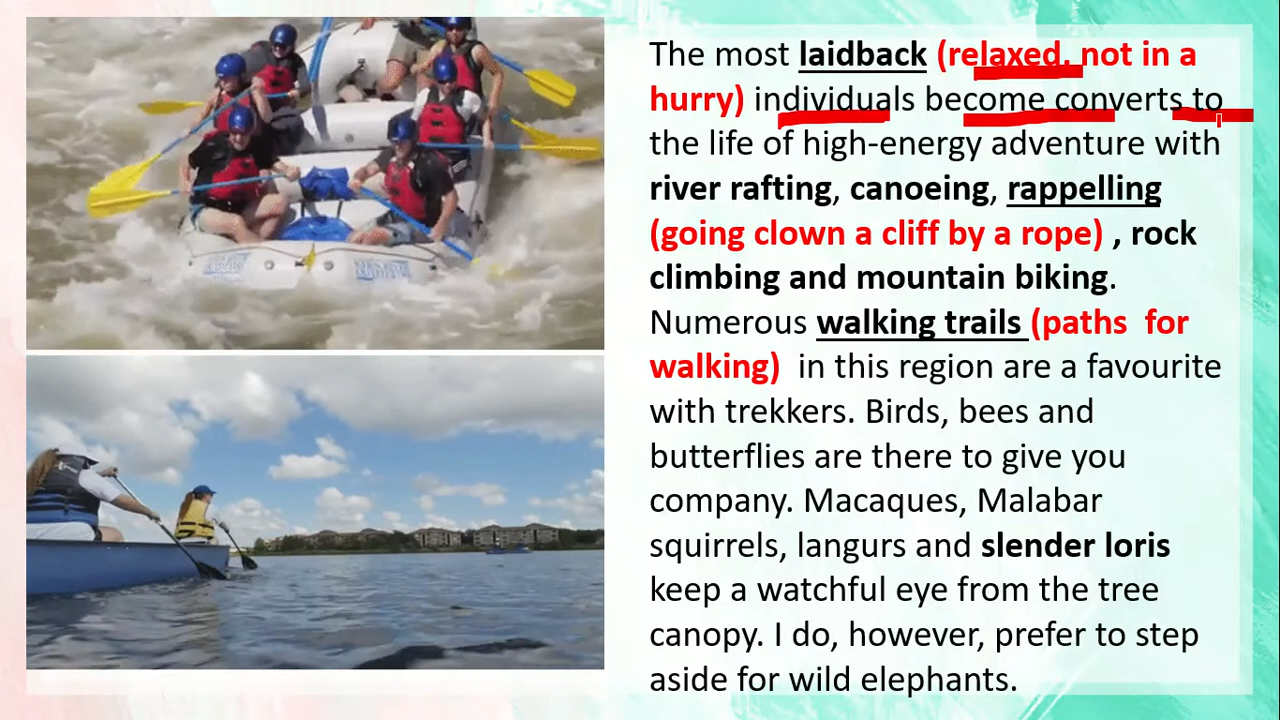 The most laidback (relaxed, not in a
hurry) individuals become converts to
the life of high-energy adventure with
river rafting, canoeing, rappelling
(going clown a cliff by a rope) , rock
climbing and mountain biking.
Numerous walking trails (paths for
walking) in this region are a favourite
with trekkers. Birds, bees and
butterflies are there to give you
company. Macaques, Malabar
squirrels, langurs and slender loris
keep a watchful eye from the tree
canopy. I do, however, prefer to step
aside for wild elephants.